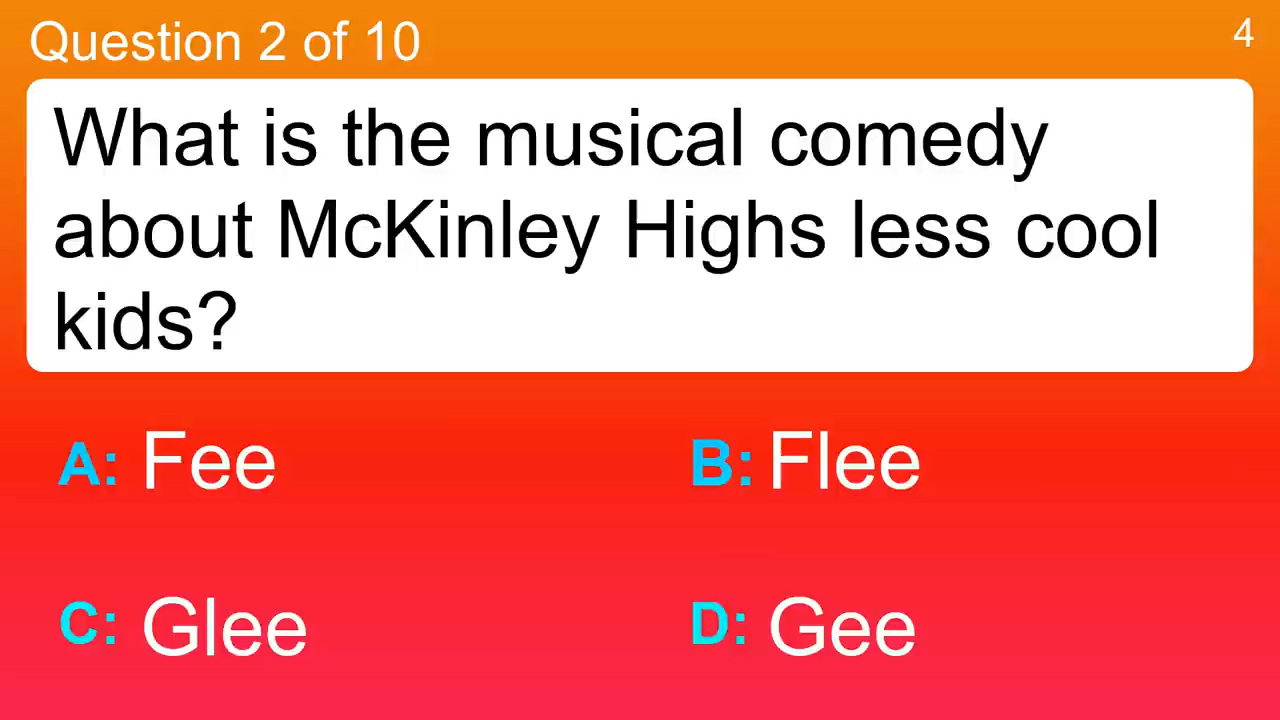 Question 2 of 10
4
What is the musical comedy
about McKinley Highs less cool
kids?
A: Fee
B: Flee
C: Glee
D: Gee